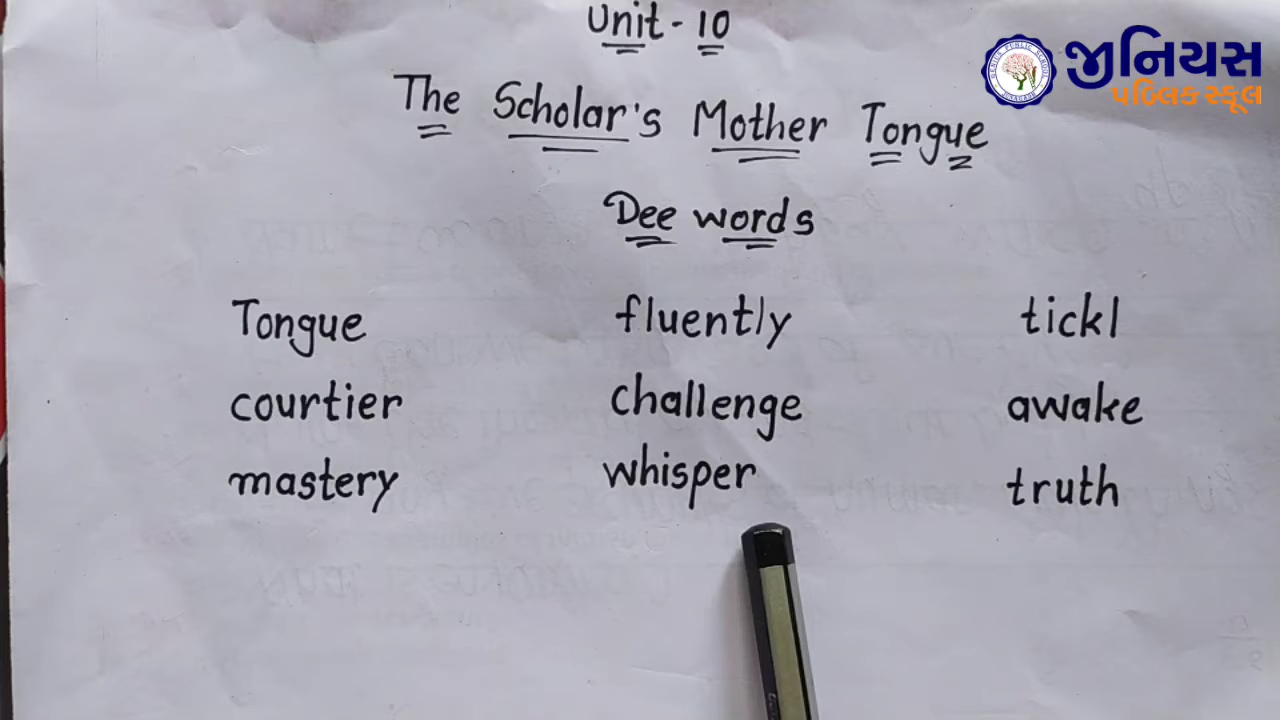 Unit - 10
જીનિયસ
પબ્લિક સ્કૂલ
The Scholar's Mother Tongue
Dee words
Tongue fluently tickl
courtier challenge awake
mastery whisper truth